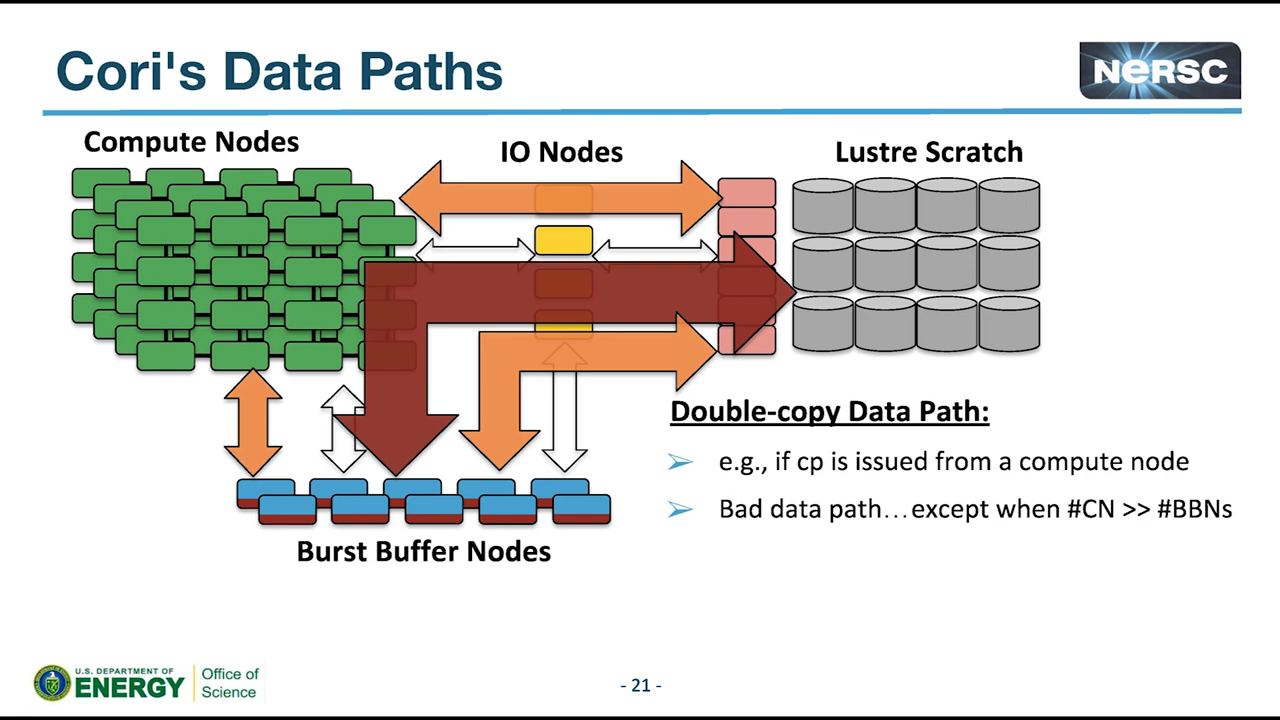 Cori's Data Paths
NERSC
Compute Nodes
IO Nodes
Lustre Scratch
Double-copy Data Path:
e.g., if cp is issued from a compute node
Bad data path...except when #CN >> #BBNs
Burst Buffer Nodes
U.S. DEPARTMENT OF
ENERGY
Office of
Science
- 21 -